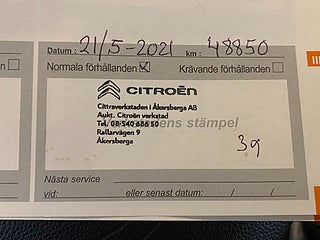 Datum : 21/5-2021 km : 48850
Normala förhållanden Krävande förhållanden
CITROËN
Cittraverkstaden i Åkersberga AB
Aukt. Citroën verkstad
Tel. 08-540 686 50
Rallarvägen 9 ens stämpel
Åkersberga
39
Nästa service
vid: eller senast datum: / /